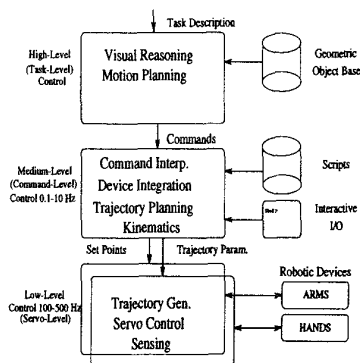 Task Description
High-Level
(Task-Level)
Control
Visual Reasoning
Motion Planning
Geometric
Object Base
Commands
Medium-Level
(Command-Level)
Control 0.1-10 Hz
Command Interp.
Device Integration
Trajectory Planning
Kinematics
Scripts
Interactive
I/O
Set Points
Trajectory Param.
Low-Level
Control 100-500 Hz
(Servo-Level)
Trajectory Gen.
Servo Control
Sensing
Robotic Devices
ARMS
HANDS